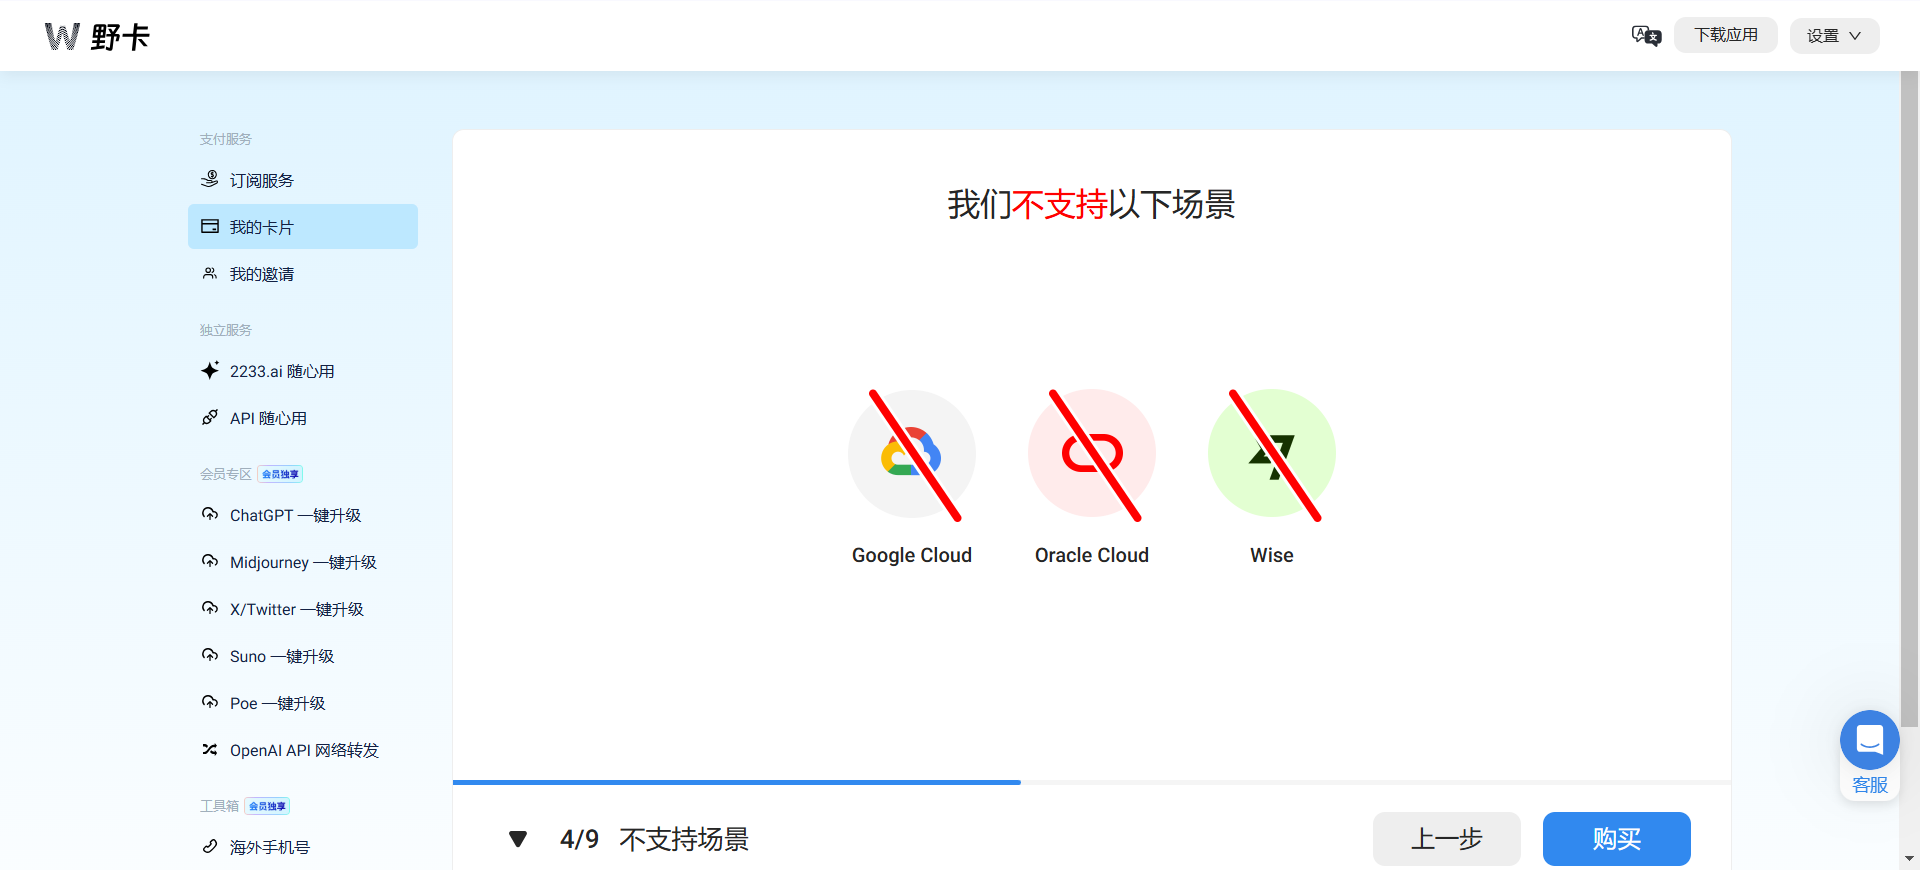 W 野卡
下载应用
设置
支付服务
订阅服务
我的卡片
我的邀请
独立服务
2233.ai 随心用
API 随心用
会员专区 会员独享
ChatGPT 一键升级
Midjourney 一键升级
X/Twitter 一键升级
Suno 一键升级
Poe 一键升级
OpenAI API 网络转发
工具箱 会员独享
海外手机号
我们不支持以下场景
Google Cloud
Oracle Cloud
Wise
4/9 不支持场景
上一步
购买
客服